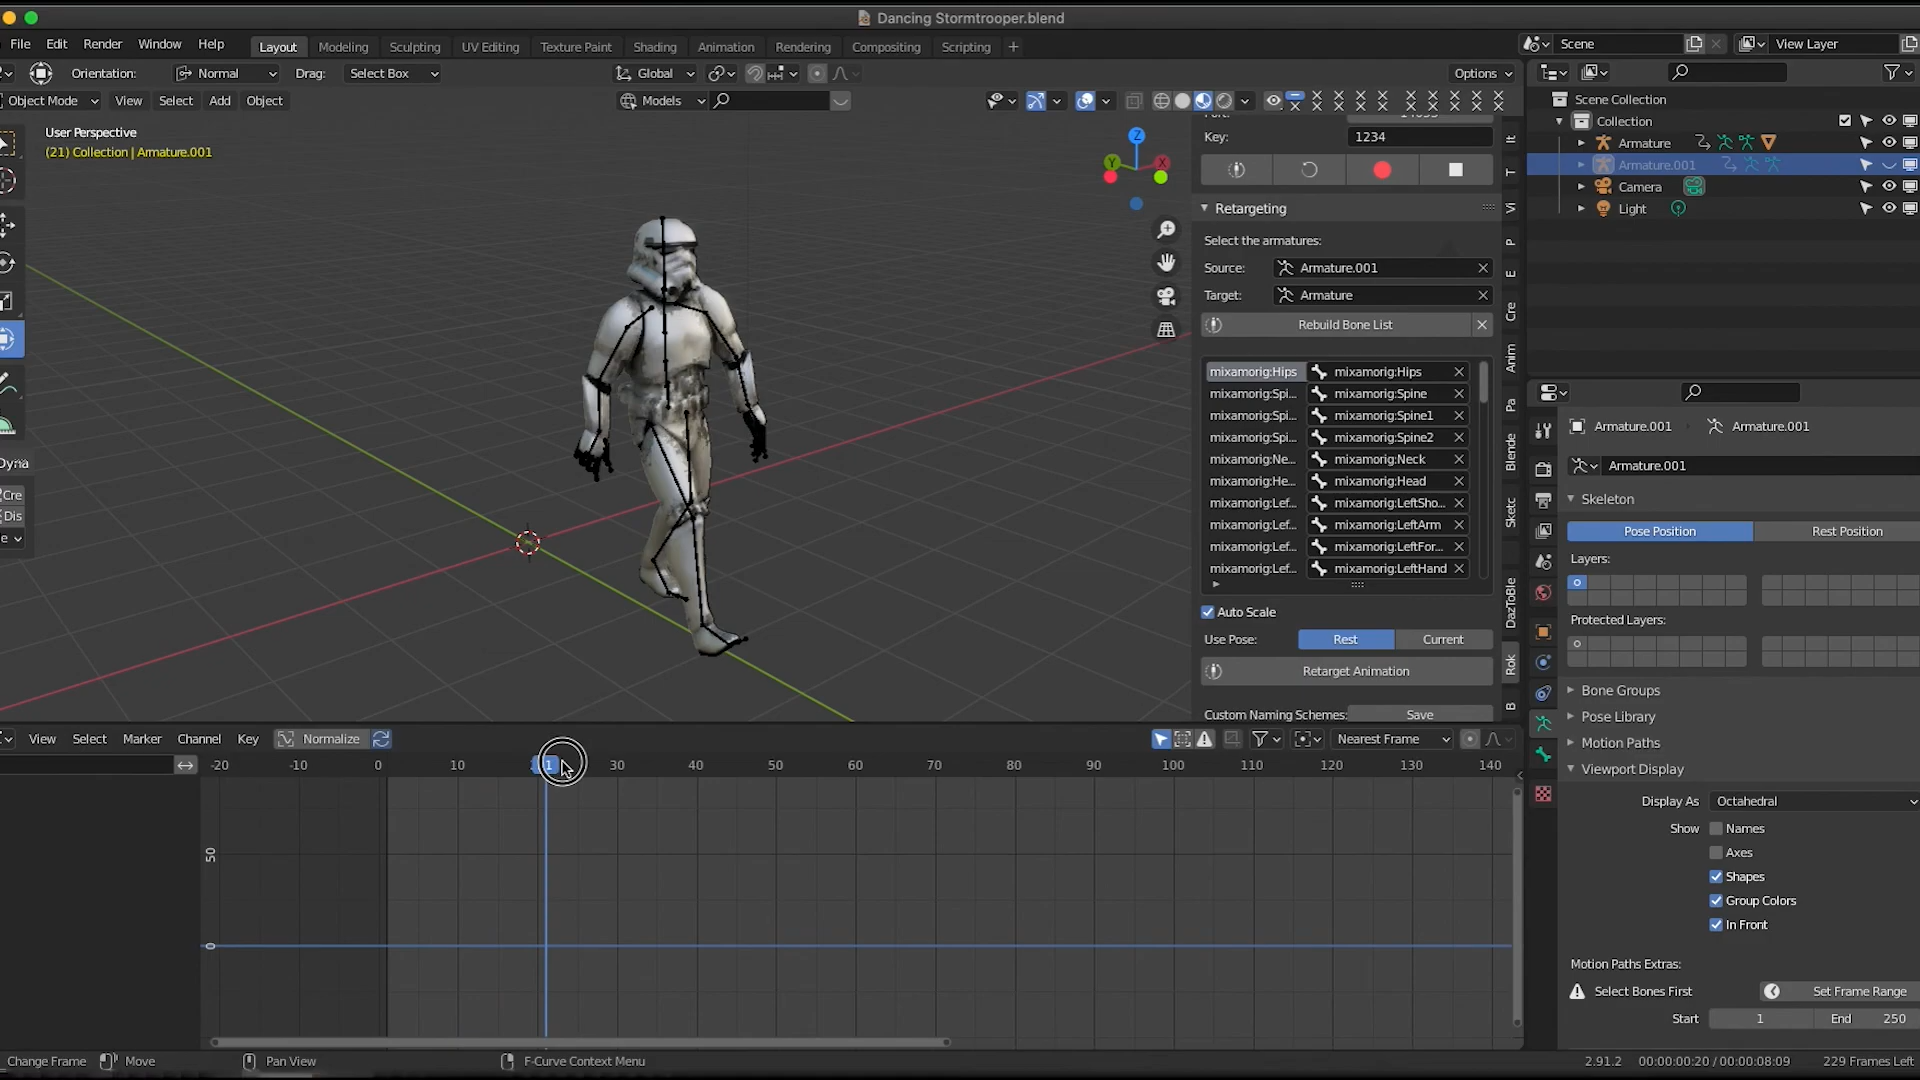 Dancing Stormtrooper.blend
File Edit Render Window Help Layout Modeling Sculpting UV Editing Texture Paint Shading Animation Rendering Compositing Scripting + Scene View Layer
Orientation: Normal Drag: Select Box Global Options
Object Mode View Select Add Object Models
User Perspective
(21) Collection | Armature.001
Z
Y X
Key: 1234
Retargeting
Select the armatures:
Source: Armature.001
Target: Armature
Rebuild Bone List
mixamorig:Hips mixamorig:Hips
mixamorig:Spi... mixamorig:Spine
mixamorig:Spi... mixamorig:Spine1
mixamorig:Spi... mixamorig:Spine2
mixamorig:Ne... mixamorig:Neck
mixamorig:He... mixamorig:Head
mixamorig:Lef... mixamorig:LeftSho...
mixamorig:Lef... mixamorig:LeftArm
mixamorig:Lef... mixamorig:LeftFor...
mixamorig:Lef... mixamorig:LeftHand
Auto Scale
Use Pose: Rest Current
Retarget Animation
Custom Naming Schemes: Save
It
T
Vi
P
E
Cre
Anim
Pa
Blende
Sketc
DazToBle
Rok
B
Dyna
Cre
Dis
e
Scene Collection
Collection
Armature
Armature.001
Camera
Light
Armature.001 Armature.001
Armature.001
Skeleton
Pose Position Rest Position
Layers:
Protected Layers:
Bone Groups
Pose Library
Motion Paths
Viewport Display
Display As Octahedral
Show Names
Axes
Shapes
Group Colors
In Front
Motion Paths Extras:
Select Bones First Set Frame Range
Start 1 End 250
View Select Marker Channel Key Normalize Nearest Frame
-20 -10 0 10 30 40 50 60 70 80 90 100 110 120 130 140
50
0
Change Frame Move Pan View F-Curve Context Menu 2.91.2 00:00:00:20 / 00:00:08:09 229 Frames Left